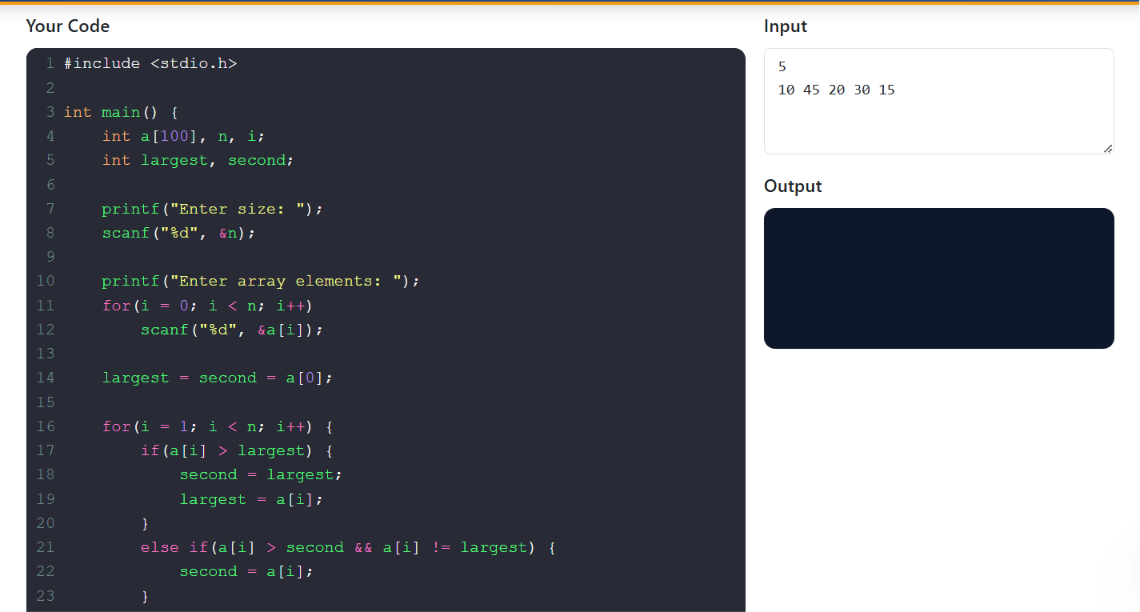 Your Code
1 #include <stdio.h>
2
3 int main() {
4     int a[100], n, i;
5     int largest, second;
6
7     printf("Enter size: ");
8     scanf("%d", &n);
9
10     printf("Enter array elements: ");
11     for(i = 0; i < n; i++)
12         scanf("%d", &a[i]);
13
14     largest = second = a[0];
15
16     for(i = 1; i < n; i++) {
17         if(a[i] > largest) {
18             second = largest;
19             largest = a[i];
20         }
21         else if(a[i] > second && a[i] != largest) {
22             second = a[i];
23         }
Input
5
10 45 20 30 15
Output